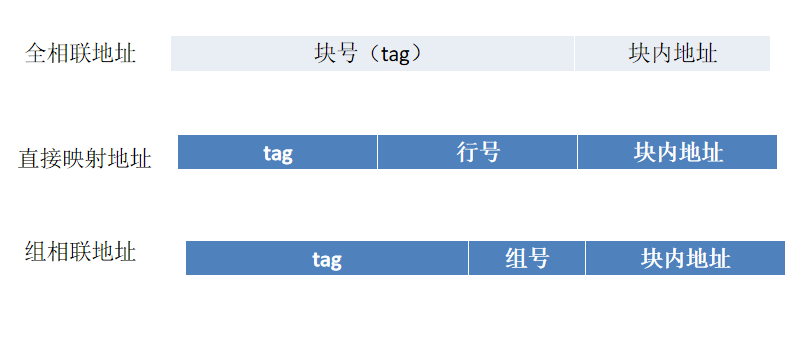 全相联地址 块号（tag） 块内地址
直接映射地址 tag 行号 块内地址
组相联地址 tag 组号 块内地址